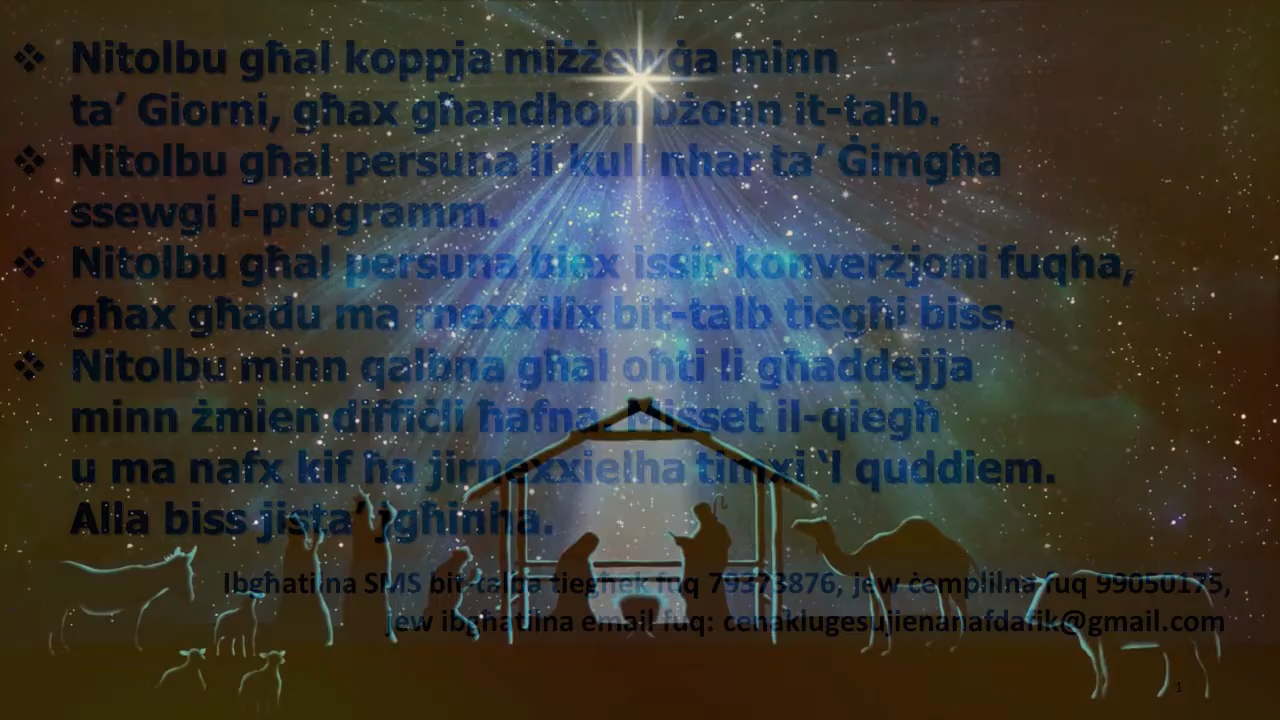 ❖ Nitolbu għal koppja miżżewġa minn
ta’ Giorni, għax għandhom bżonn it-talb.
❖ Nitolbu għal persuna li kull nhar ta’ Ġimgħa
ssewgi l-programm.
❖ Nitolbu għal persuna biex issir konverżjoni fuqha,
għax għadu ma rnexxilix bit-talb tiegħi biss.
❖ Nitolbu minn qalbna għal oħti li għaddejja
minn żmien diffiċli ħafna. Misset il-qiegħ
u ma nafx kif ħa jirnexxielha timxi ‘l quddiem.
Alla biss jista’ jgħinha.
Ibgħatilna SMS bit-talba tiegħek fuq 79373876, jew ċemplilna fuq 99050175,
jew ibgħatilna email fuq: cenaklugesujienanafdafik@gmail.com
1